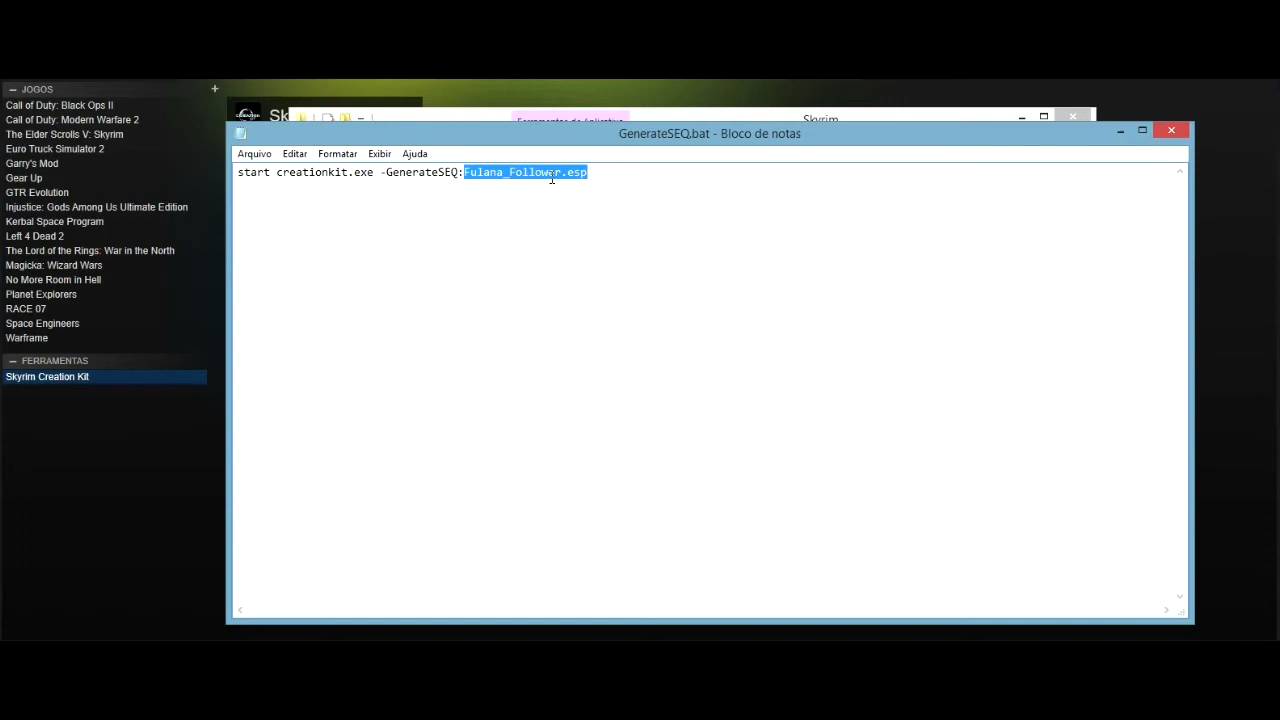 JOGOS
Call of Duty: Black Ops II
Call of Duty: Modern Warfare 2
The Elder Scrolls V: Skyrim
Euro Truck Simulator 2
Garry's Mod
Gear Up
GTR Evolution
Injustice: Gods Among Us Ultimate Edition
Kerbal Space Program
Left 4 Dead 2
The Lord of the Rings: War in the North
Magicka: Wizard Wars
No More Room in Hell
Planet Explorers
RACE 07
Space Engineers
Warframe
FERRAMENTAS
Skyrim Creation Kit
Sk
Ferramentas de Aplicativo
Skyrim
GenerateSEQ.bat - Bloco de notas
Arquivo Editar Formatar Exibir Ajuda
start creationkit.exe -GenerateSEQ:Fulana_Follower.esp